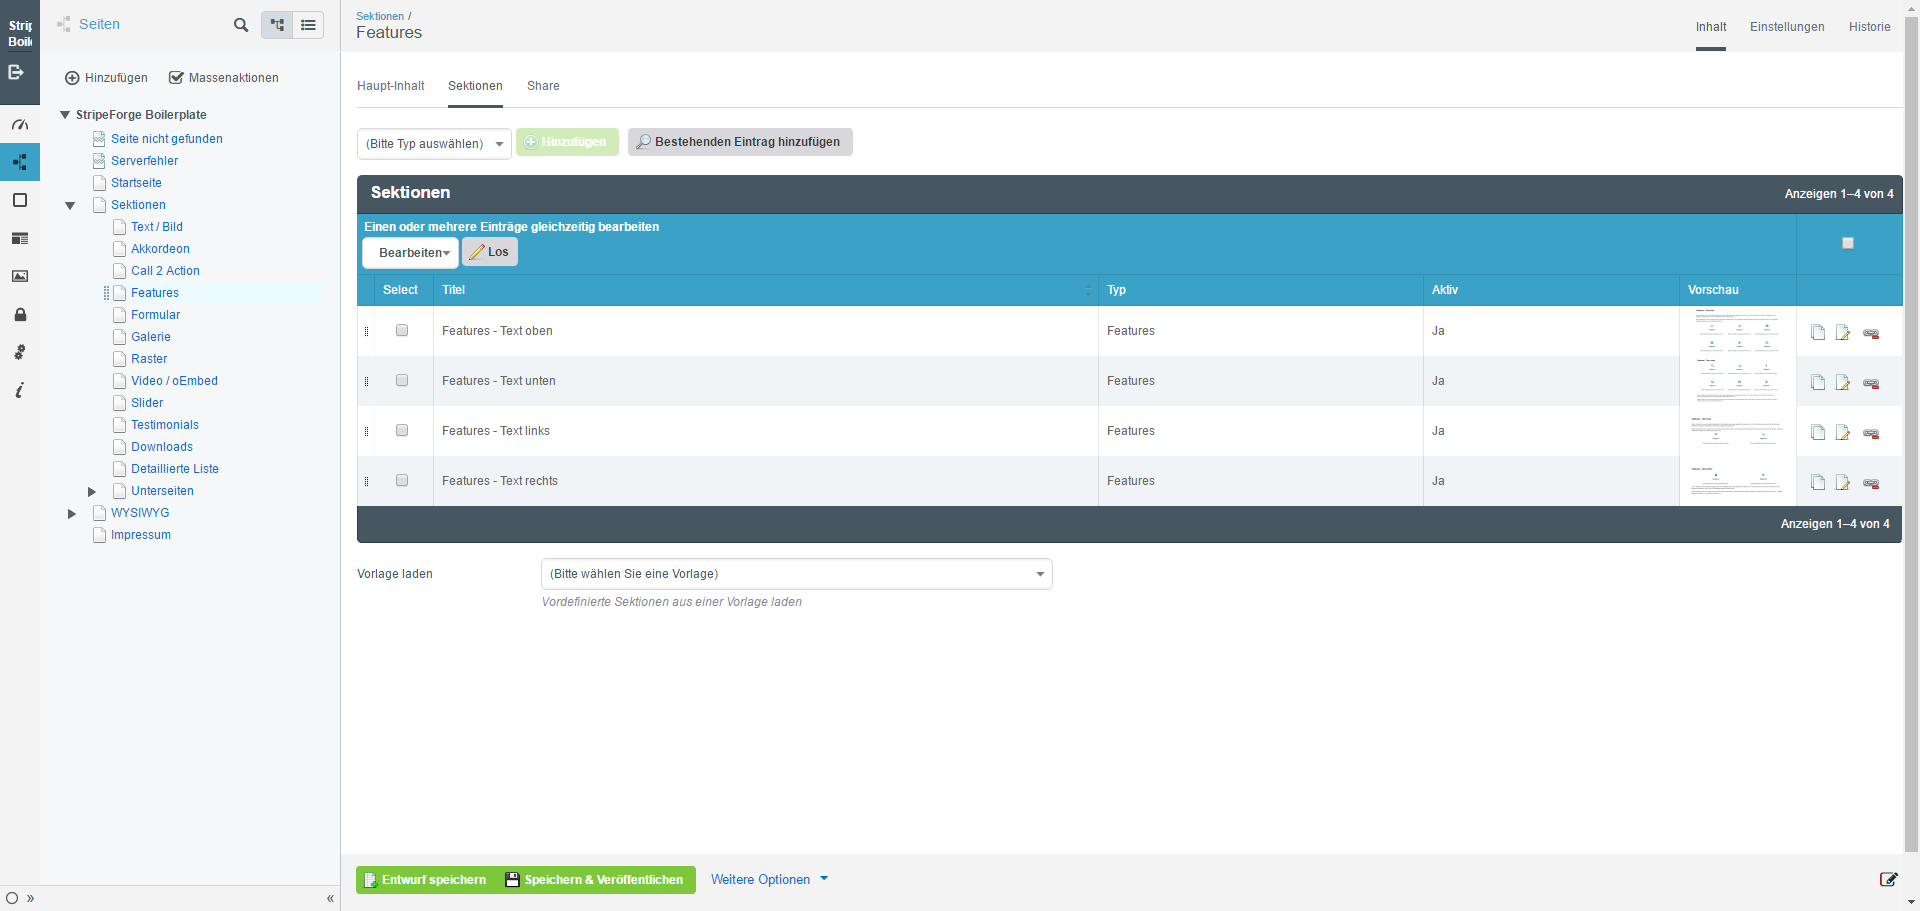 Seiten
Hinzufügen
Massenaktionen
StripeForge Boilerplate
Seite nicht gefunden
Serverfehler
Startseite
Sektionen
Text / Bild
Akkordeon
Call 2 Action
Features
Formular
Galerie
Raster
Video / oEmbed
Slider
Testimonials
Downloads
Detaillierte Liste
Unterseiten
WYSIWYG
Impressum
»
«
Sektionen /
Features
Inhalt Einstellungen Historie
Haupt-Inhalt Sektionen Share
(Bitte Typ auswählen) Hinzufügen Bestehenden Eintrag hinzufügen
Sektionen Anzeigen 1–4 von 4
Einen oder mehrere Einträge gleichzeitig bearbeiten
Bearbeiten Los
Select Titel Typ Aktiv Vorschau
Features - Text oben Features Ja
Features - Text unten Features Ja
Features - Text links Features Ja
Features - Text rechts Features Ja
Anzeigen 1–4 von 4
Vorlage laden (Bitte wählen Sie eine Vorlage)
Vordefinierte Sektionen aus einer Vorlage laden
Entwurf speichern Speichern & Veröffentlichen Weitere Optionen